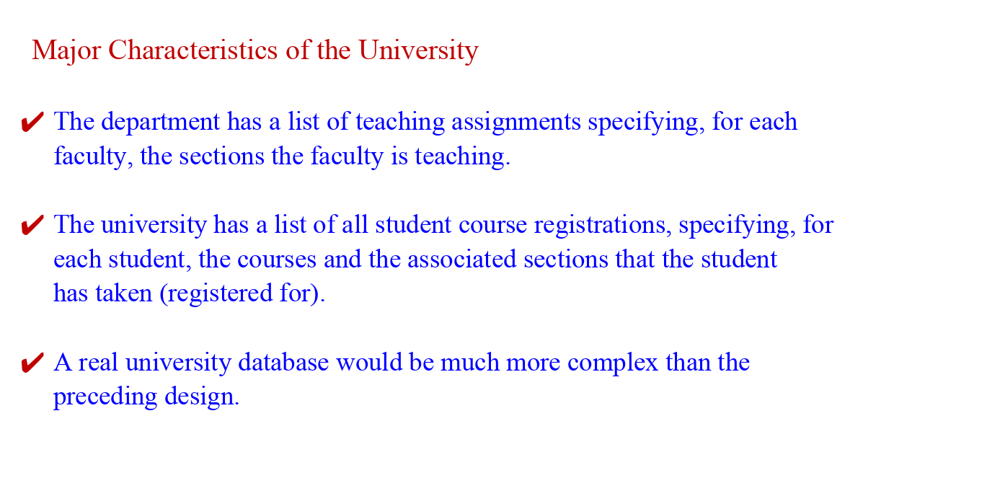 Major Characteristics of the University
✔ The department has a list of teaching assignments specifying, for each
faculty, the sections the faculty is teaching.
✔ The university has a list of all student course registrations, specifying, for
each student, the courses and the associated sections that the student
has taken (registered for).
✔ A real university database would be much more complex than the
preceding design.